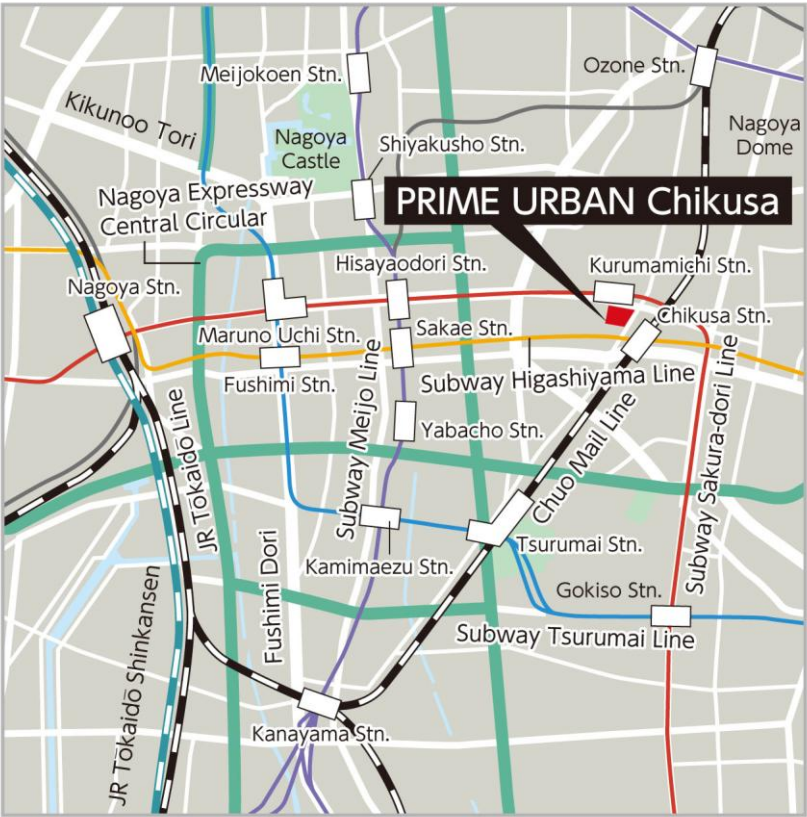 Meijokoen Stn.
Ozone Stn.
Kikunoo Tori
Nagoya
Castle
Shiyakusho Stn.
Nagoya
Dome
Nagoya Expressway
Central Circular
PRIME URBAN Chikusa
Hisayaodori Stn.
Kurumamichi Stn.
Nagoya Stn.
Chikusa Stn.
Maruno Uchi Stn.
Sakae Stn.
Fushimi Stn.
Subway Higashiyama Line
Yabacho Stn.
JR Tokaido Line
Subway Meijo Line
Chuo Mail Line
Subway Sakura-dori Line
Tsurumai Stn.
Kamimaezu Stn.
Gokiso Stn.
Fushimi Dori
Subway Tsurumai Line
JR Tōkaidō Shinkansen
Kanayama Stn.